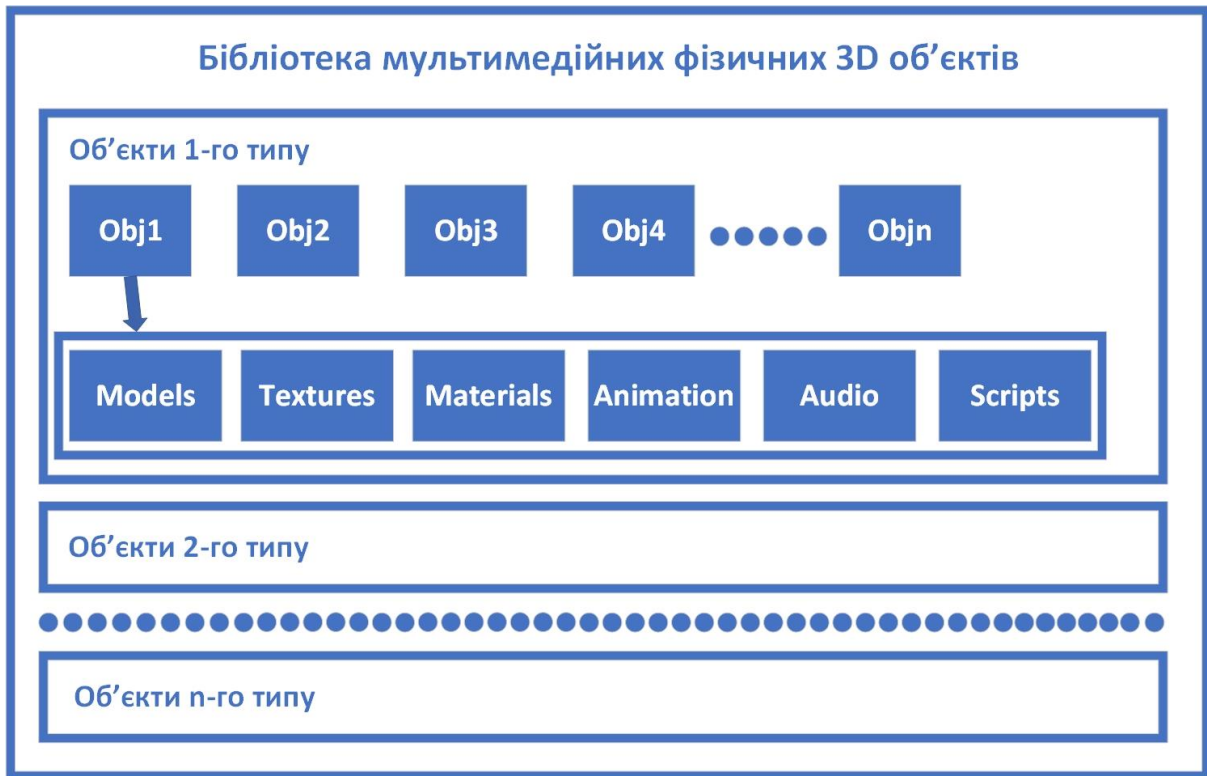 Бібліотека мультимедійних фізичних 3D об’єктів
Об’єкти 1-го типу
Obj1 Obj2 Obj3 Obj4 Objn
Models Textures Materials Animation Audio Scripts
Об’єкти 2-го типу
Об’єкти n-го типу